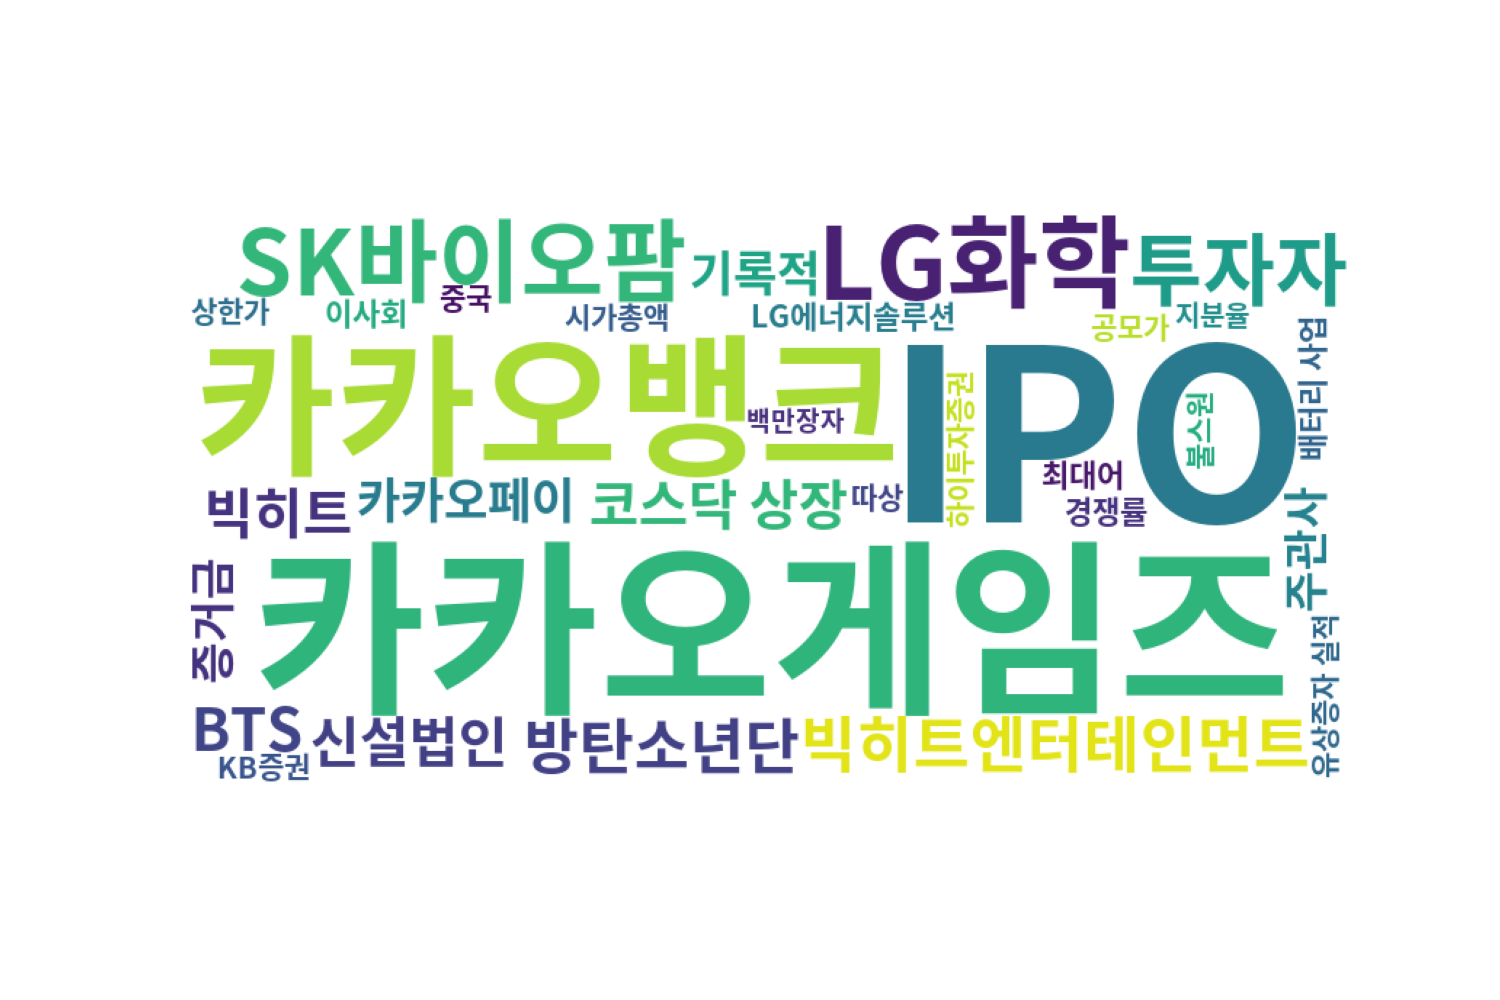 SK바이오팜
기록적
LG화학
투자자
상한가
이사회
중국
시가총액
LG에너지솔루션
공모가
지분율
카카오뱅크
IPO
배터리 사업
백만장자
하이투자증권
불스원
빅히트
카카오페이
코스닥 상장
따상
최대어
경쟁률
주관사
증거금
카카오게임즈
유상증자 실적
BTS
신설법인
방탄소년단
빅히트엔터테인먼트
KB증권